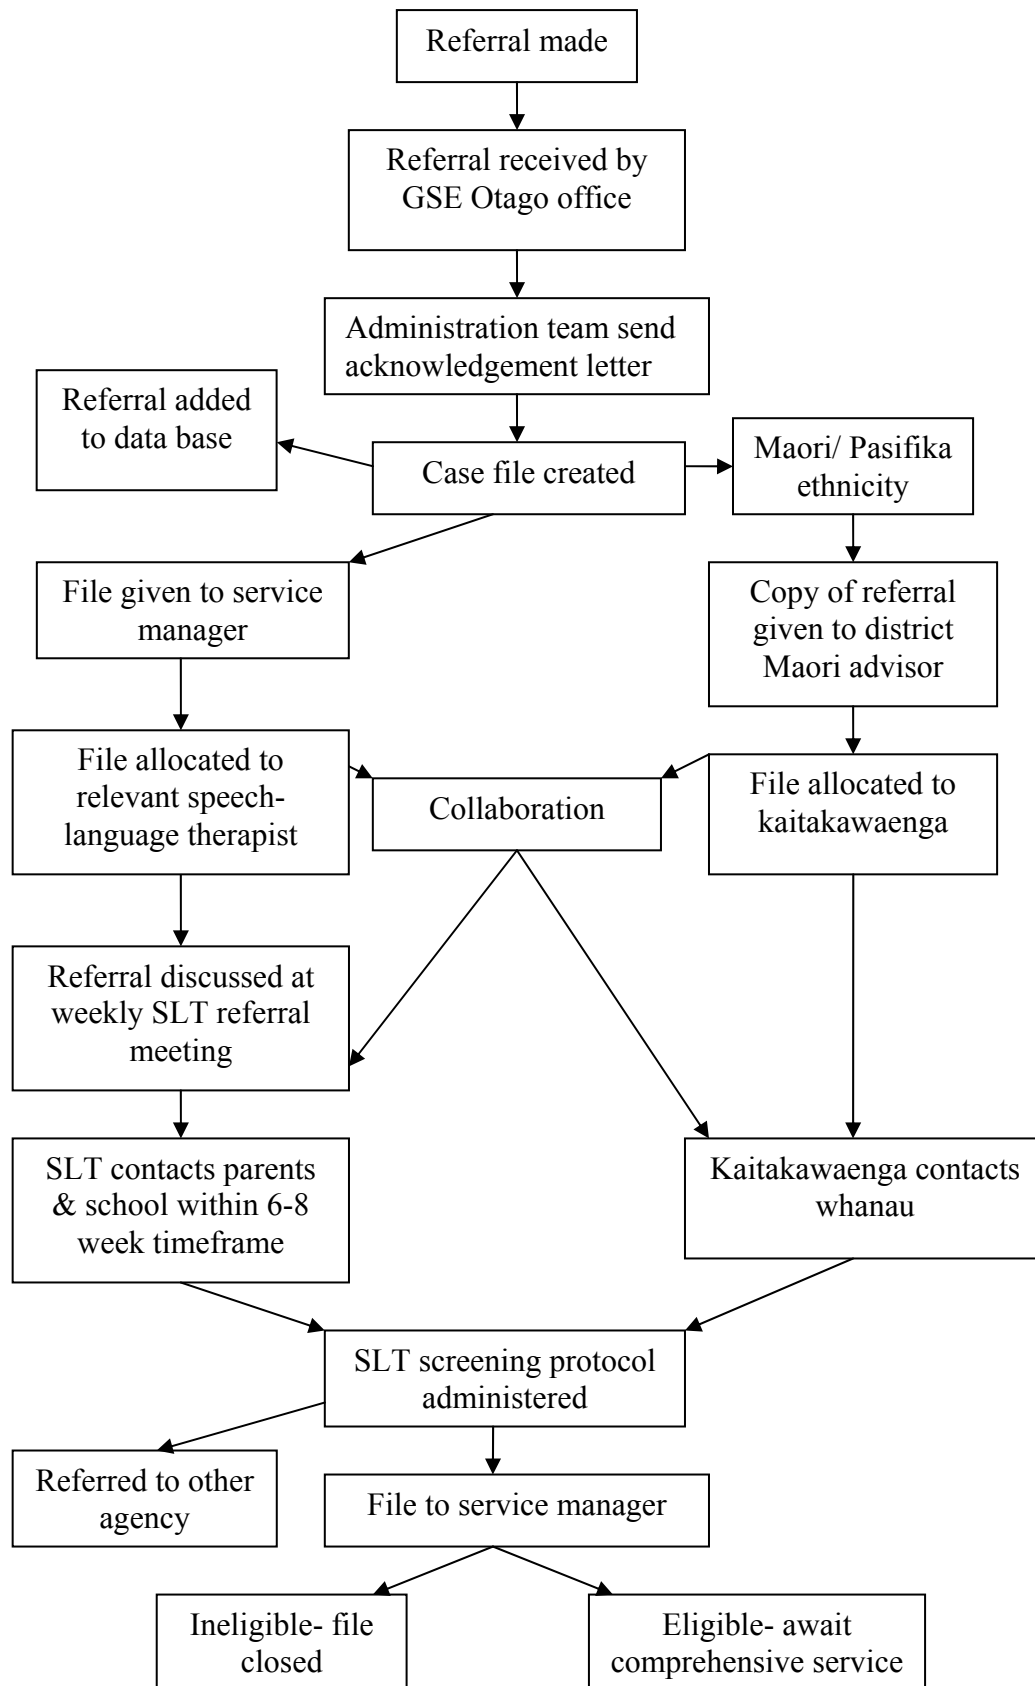 Referral made
Referral received by
GSE Otago office
Administration team send
acknowledgement letter
Referral added
to data base
Case file created
Maori/ Pasifika
ethnicity
File given to service
manager
Copy of referral
given to district
Maori advisor
File allocated to
relevant speech-
language therapist
Collaboration
File allocated to
kaitakawaenga
Referral discussed at
weekly SLT referral
meeting
SLT contacts parents
& school within 6-8
week timeframe
Kaitakawaenga contacts
whanau
SLT screening protocol
administered
Referred to other
agency
File to service manager
Ineligible- file
closed
Eligible- await
comprehensive service